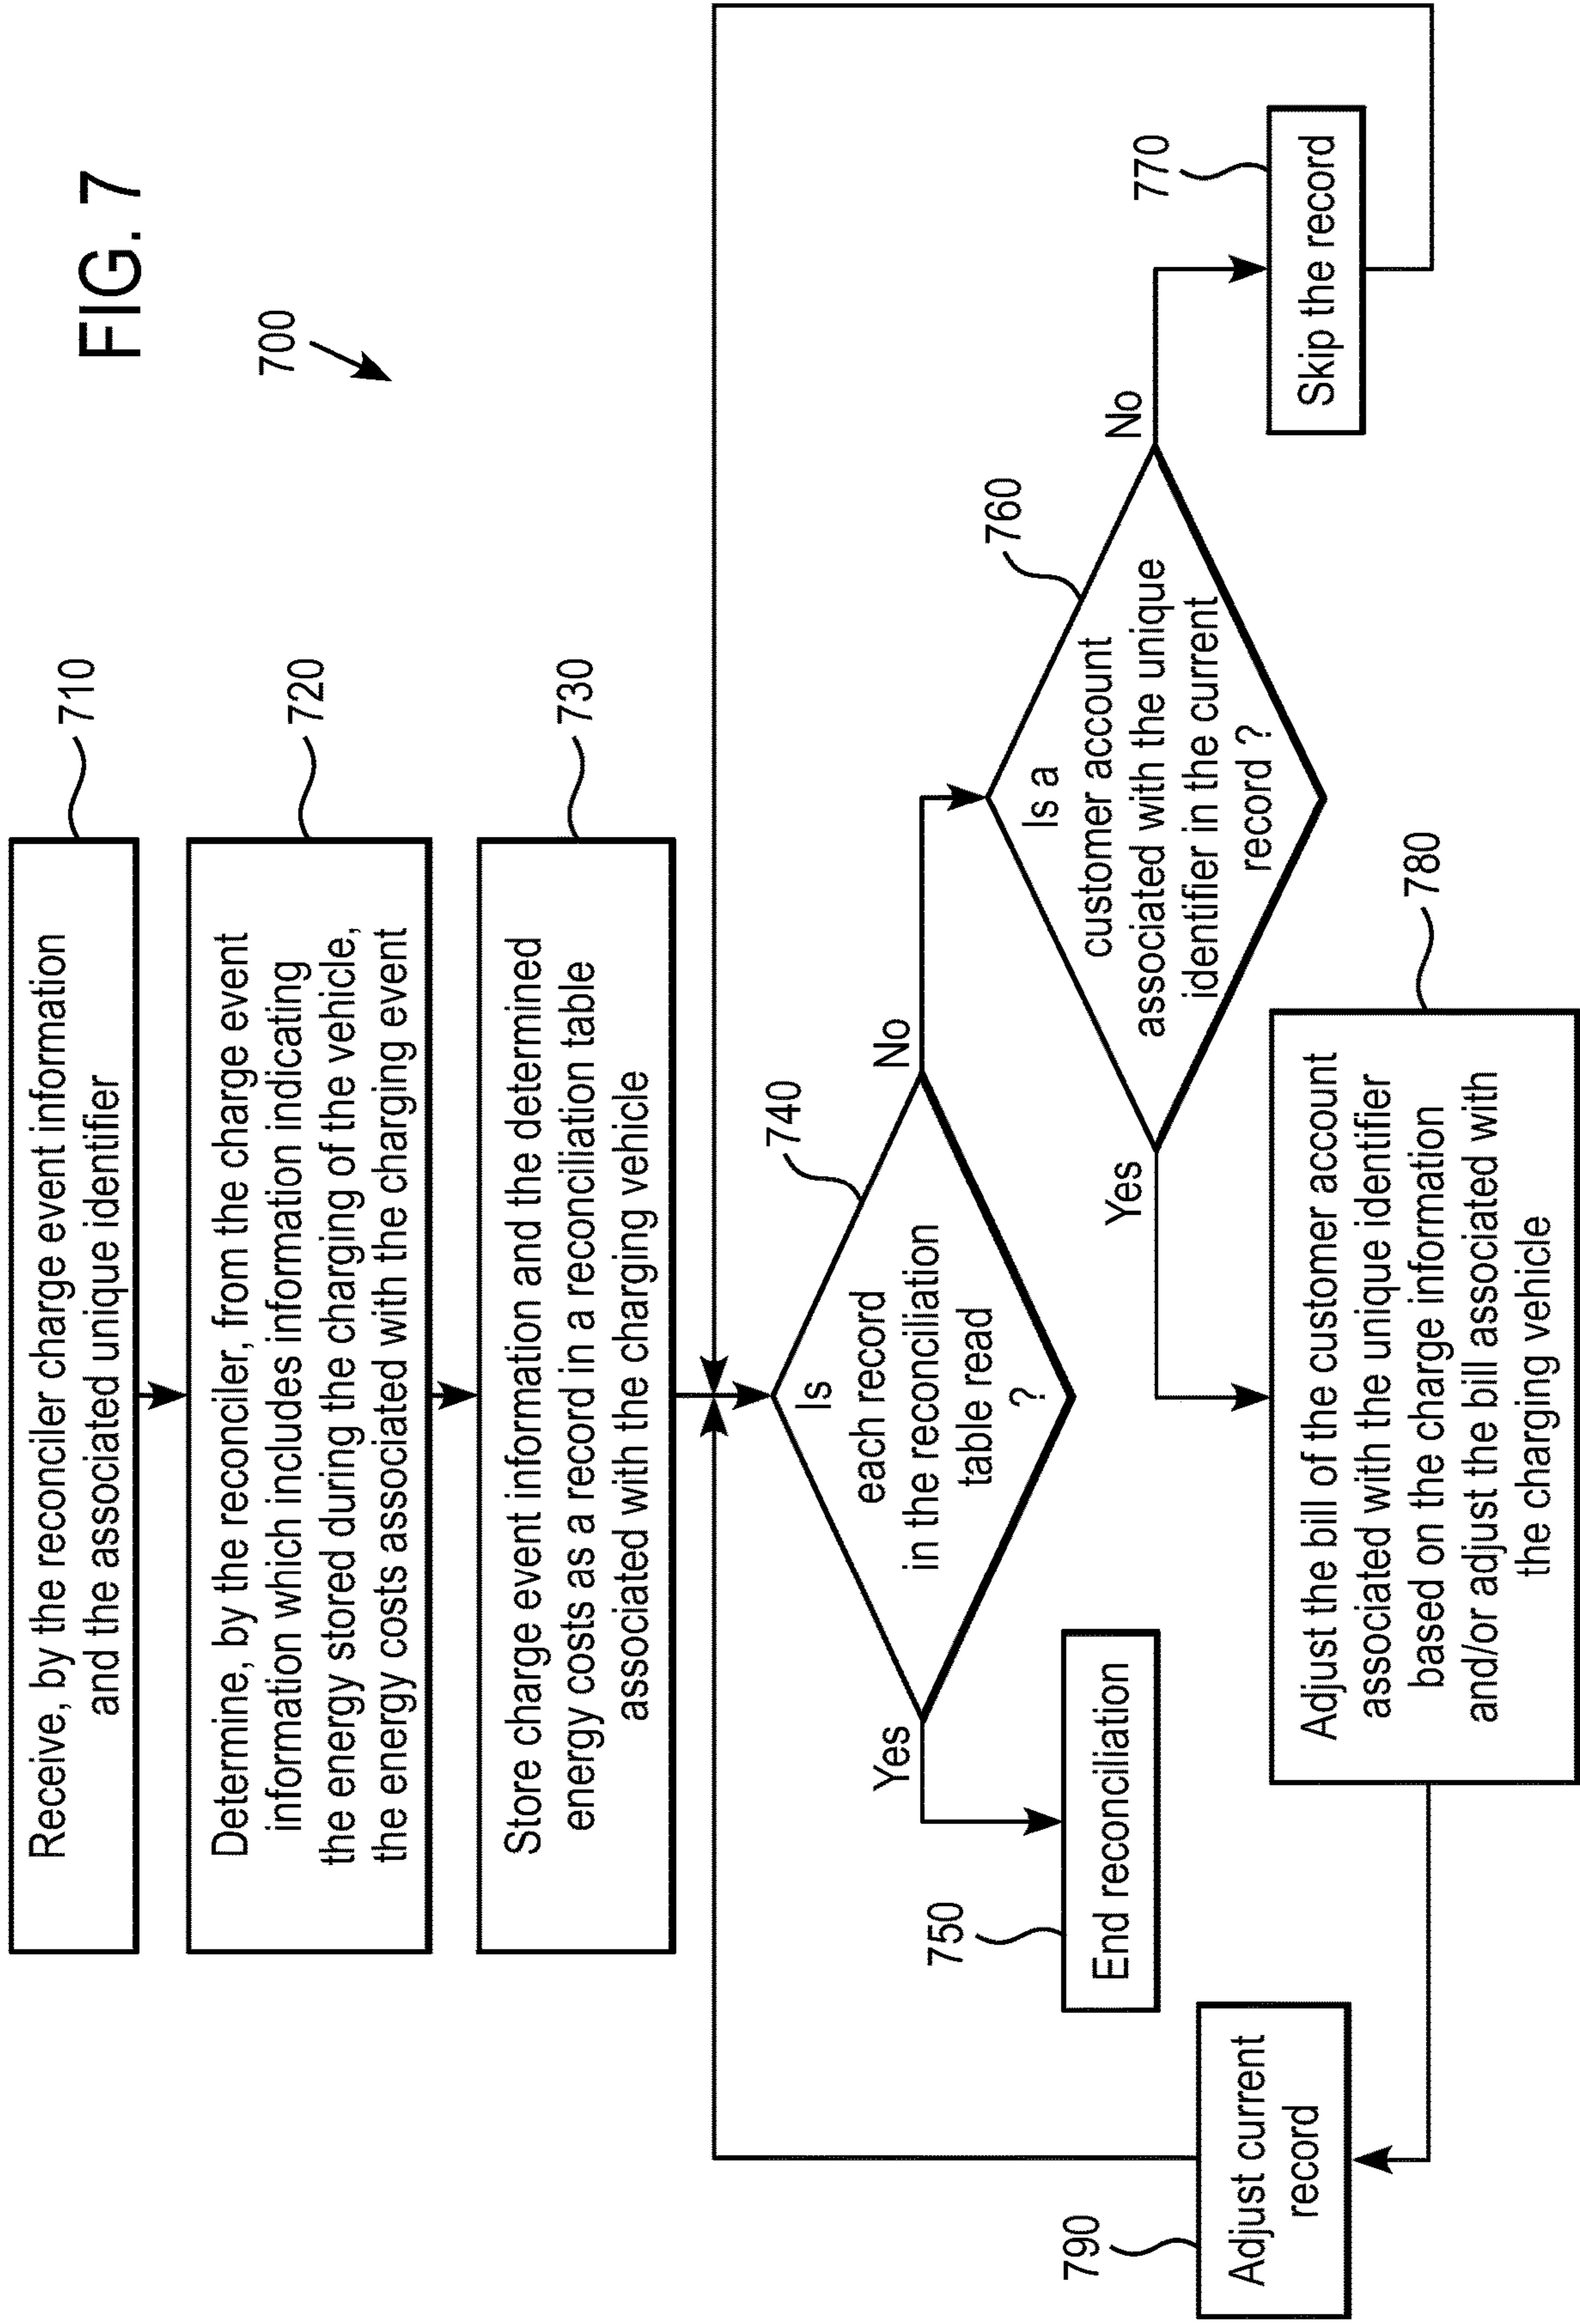 FIG. 7
700
Receive, by the reconciler charge event information
and the associated unique identifier
710
Determine, by the reconciler, from the charge event
information which includes information indicating
the energy stored during the charging of the vehicle,
the energy costs associated with the charging event
720
Store charge event information and the determined
energy costs as a record in a reconciliation table
associated with the charging vehicle
730
Is
each record
in the reconciliation
table read
?
740
Yes
No
End reconciliation
750
Is a
customer account
associated with the unique
identifier in the current
record ?
760
Yes
No
Skip the record
770
Adjust the bill of the customer account
associated with the unique identifier
based on the charge information
and/or adjust the bill associated with
the charging vehicle
780
Adjust current
record
790